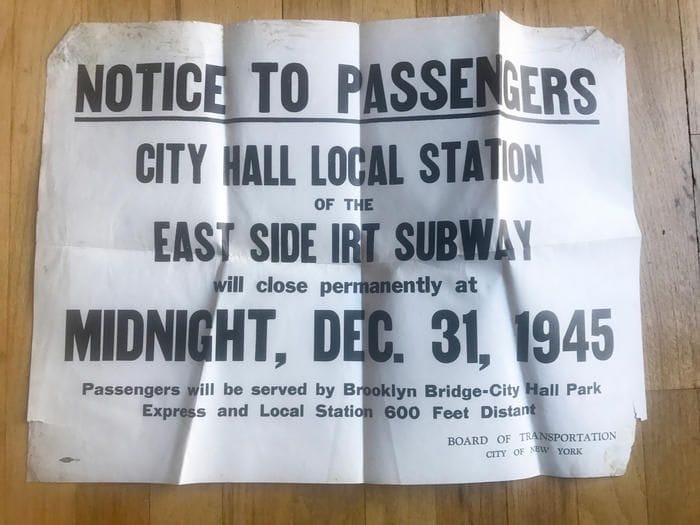 NOTICE TO PASSENGERS
CITY HALL LOCAL STATION
OF THE
EAST SIDE IRT SUBWAY
will close permanently at
MIDNIGHT, DEC. 31, 1945
Passengers will be served by Brooklyn Bridge-City Hall Park
Express and Local Station 600 Feet Distant
BOARD OF TRANSPORTATION
CITY OF NEW YORK